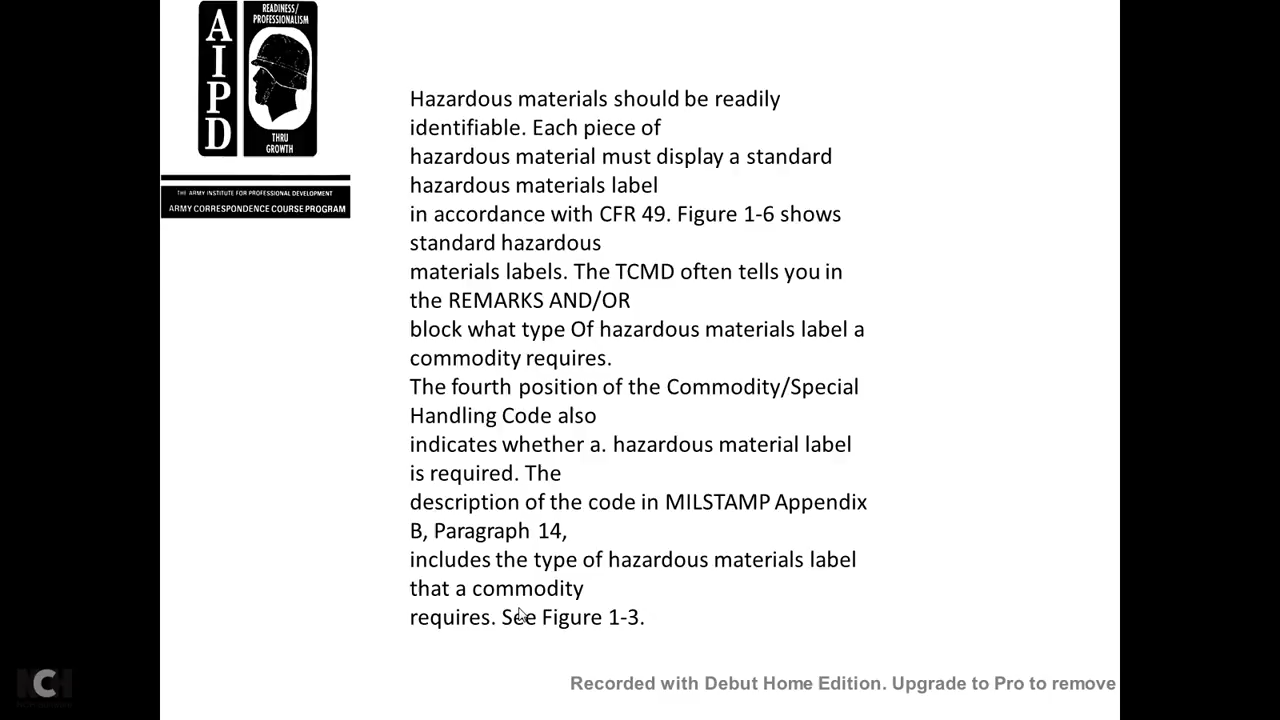 READINESS/
PROFESSIONALISM
AIPD
THRU
GROWTH
THE ARMY INSTITUTE FOR PROFESSIONAL DEVELOPMENT
ARMY CORRESPONDENCE COURSE PROGRAM
Hazardous materials should be readily
identifiable. Each piece of
hazardous material must display a standard
hazardous materials label
in accordance with CFR 49. Figure 1-6 shows
standard hazardous
materials labels. The TCMD often tells you in
the REMARKS AND/OR
block what type Of hazardous materials label a
commodity requires.
The fourth position of the Commodity/Special
Handling Code also
indicates whether a. hazardous material label
is required. The
description of the code in MILSTAMP Appendix
B, Paragraph 14,
includes the type of hazardous materials label
that a commodity
requires. See Figure 1-3.
NCH
Recorded with Debut Home Edition. Upgrade to Pro to remove